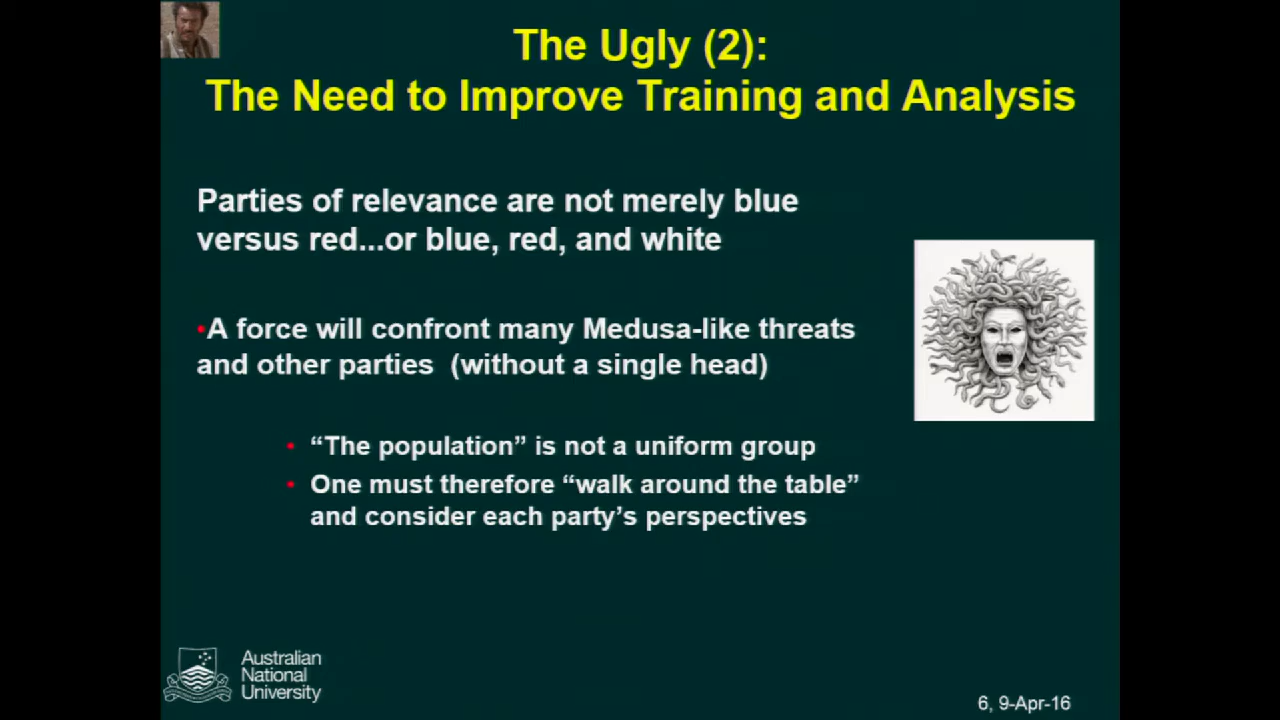 The Ugly (2):
The Need to Improve Training and Analysis
Parties of relevance are not merely blue
versus red...or blue, red, and white
•A force will confront many Medusa-like threats
and other parties (without a single head)
• “The population” is not a uniform group
• One must therefore “walk around the table”
and consider each party’s perspectives
Australian
National
University
6, 9-Apr-16